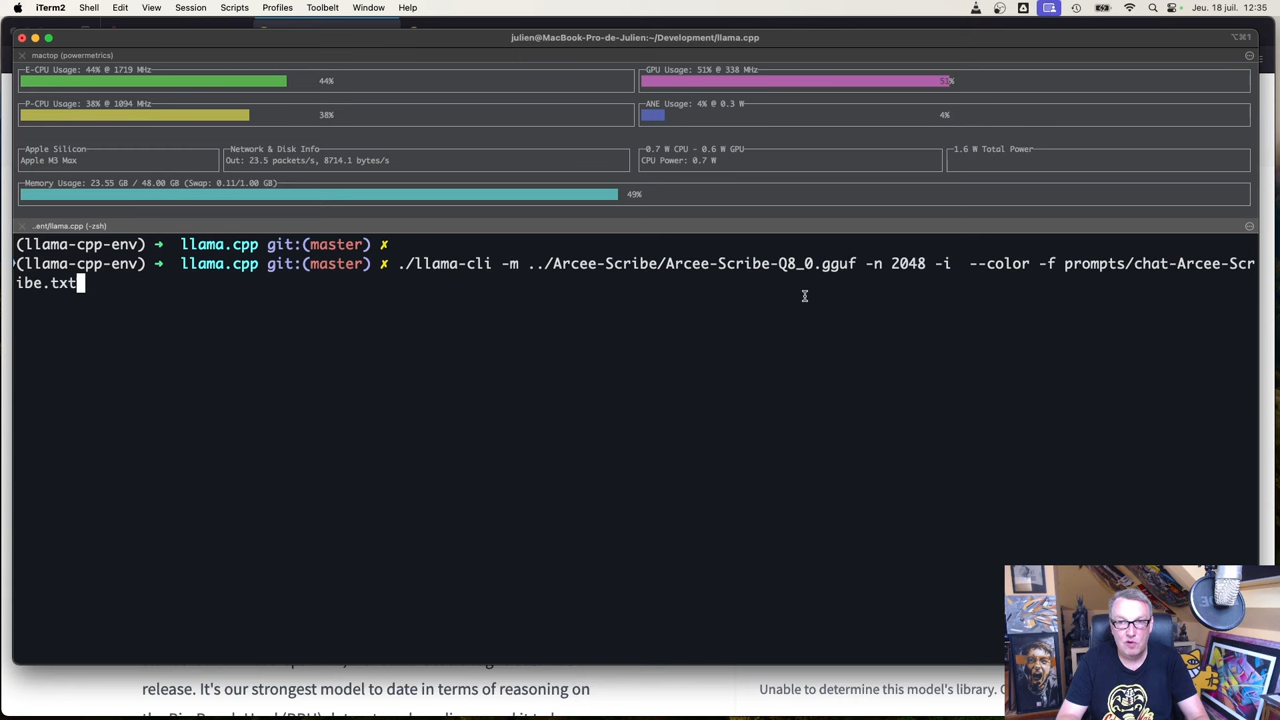 iTerm2 Shell Edit View Session Scripts Profiles Toolbelt Window Help Jeu. 18 juil. 12:35
julien@MacBook-Pro-de-Julien:~/Development/llama.cpp ⌥⌘1
mactop (powermetrics)
E-CPU Usage: 44% @ 1719 MHz
44%
GPU Usage: 51% @ 338 MHz
51%
P-CPU Usage: 38% @ 1094 MHz
38%
ANE Usage: 4% @ 0.3 W
4%
Apple Silicon
Apple M3 Max
Network & Disk Info
Out: 23.5 packets/s, 8714.1 bytes/s
0.7 W CPU - 0.6 W GPU
CPU Power: 0.7 W
1.6 W Total Power
Memory Usage: 23.55 GB / 48.00 GB (Swap: 0.11/1.00 GB)
49%
..ent/llama.cpp (-zsh)
(llama-cpp-env) ➜ llama.cpp git:(master) ✗
(llama-cpp-env) ➜ llama.cpp git:(master) ✗ ./llama-cli -m ../Arcee-Scribe/Arcee-Scribe-Q8_0.gguf -n 2048 -i --color -f prompts/chat-Arcee-Scr
ibe.txt
release. It's our strongest model to date in terms of reasoning on
Unable to determine this model's library.